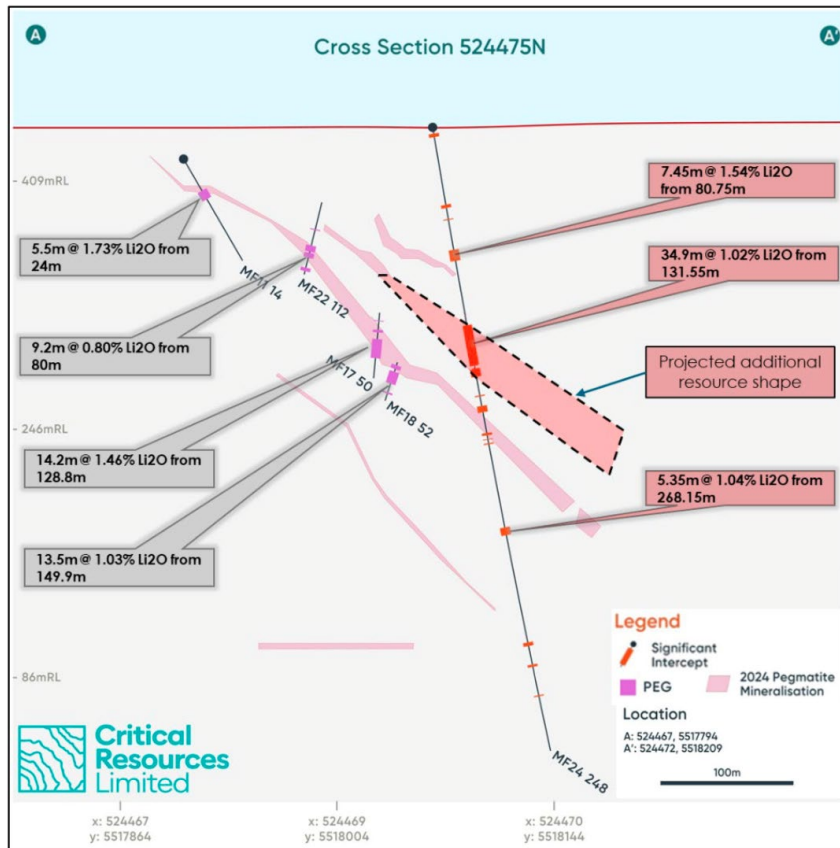 A
Cross Section 524475N
A'
- 409mRL
7.45m @ 1.54% Li2O
from 80.75m
34.9m @ 1.02% Li2O from
131.55m
5.5m @ 1.73% Li2O from
24m
MF11 14
MF22 112
9.2m @ 0.80% Li2O from
80m
Projected additional
resource shape
MF17 50
MF18 52
- 246mRL
14.2m @ 1.46% Li2O from
128.8m
5.35m @ 1.04% Li2O from
268.15m
13.5m @ 1.03% Li2O from
149.9m
- 86mRL
Legend
Significant
Intercept
PEG
2024 Pegmatite
Mineralisation
Location
A: 524467, 5517794
A': 524472, 5518209
100m
Critical
Resources
Limited
MF24 248
x: 524467
y: 5517864
x: 524469
y: 5518004
x: 524470
y: 5518144